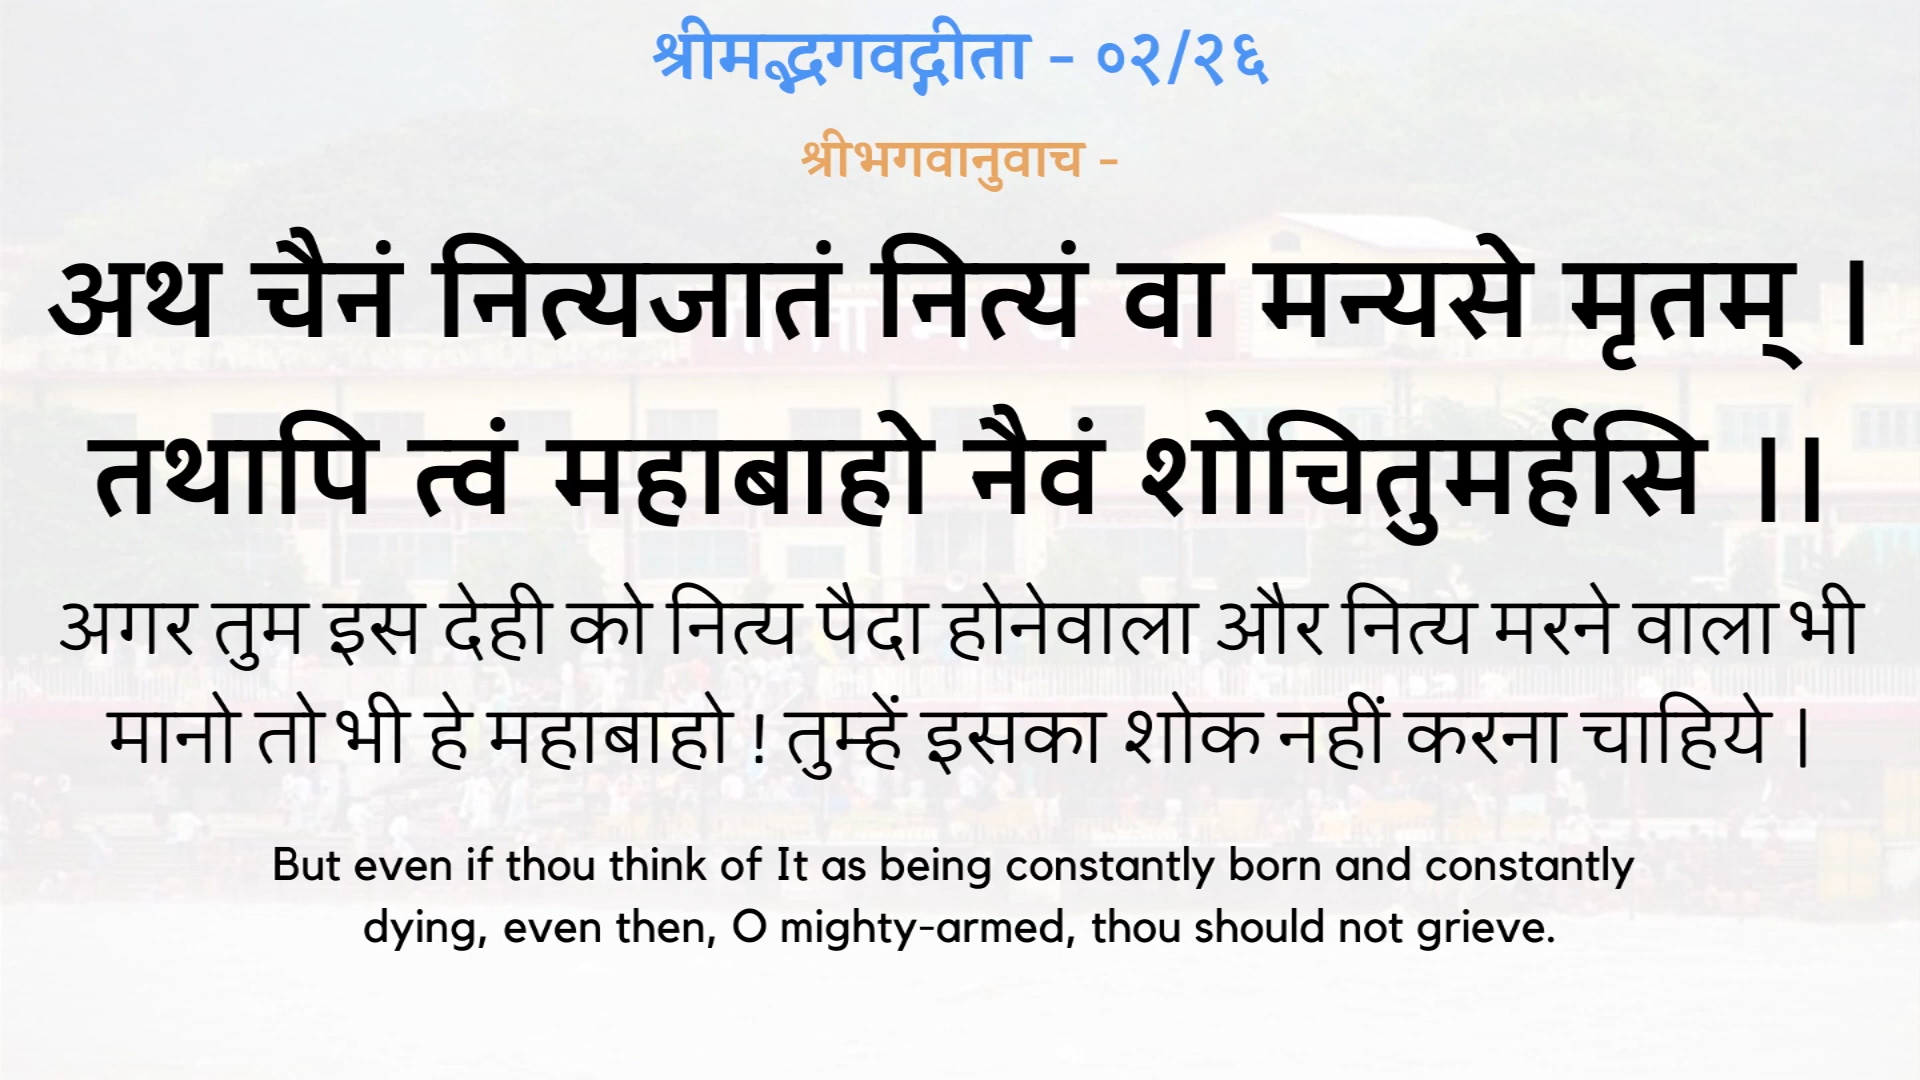 श्रीमद्भगवद्गीता - ०२/२६
श्रीभगवानुवाच -
अथ चैनं नित्यजातं नित्यं वा मन्यसे मृतम् ।
तथापि त्वं महाबाहो नैवं शोचितुमर्हसि ।।
अगर तुम इस देही को नित्य पैदा होनेवाला और नित्य मरने वाला भी
मानो तो भी हे महाबाहो ! तुम्हें इसका शोक नहीं करना चाहिये |
But even if thou think of It as being constantly born and constantly
dying, even then, O mighty-armed, thou should not grieve.